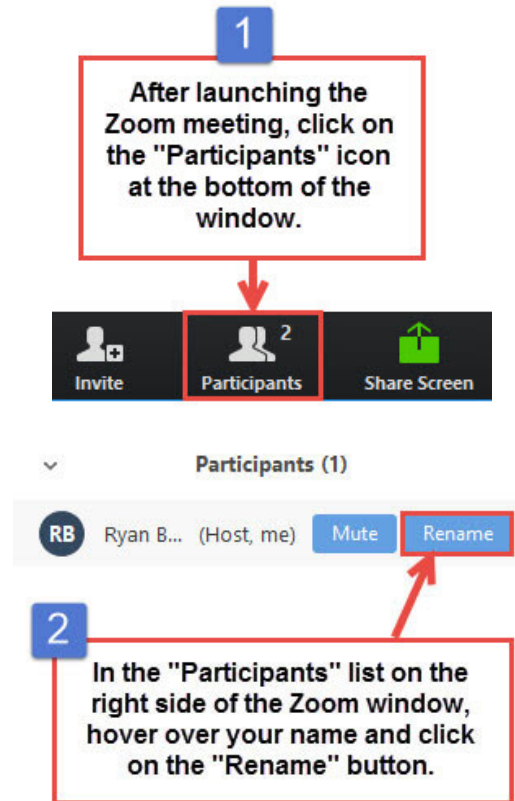 1
After launching the
Zoom meeting, click on
the "Participants" icon
at the bottom of the
window.
2
Invite
Participants
Share Screen
Participants (1)
RB Ryan B... (Host, me) Mute Rename
2
In the "Participants" list on the
right side of the Zoom window,
hover over your name and click
on the "Rename" button.